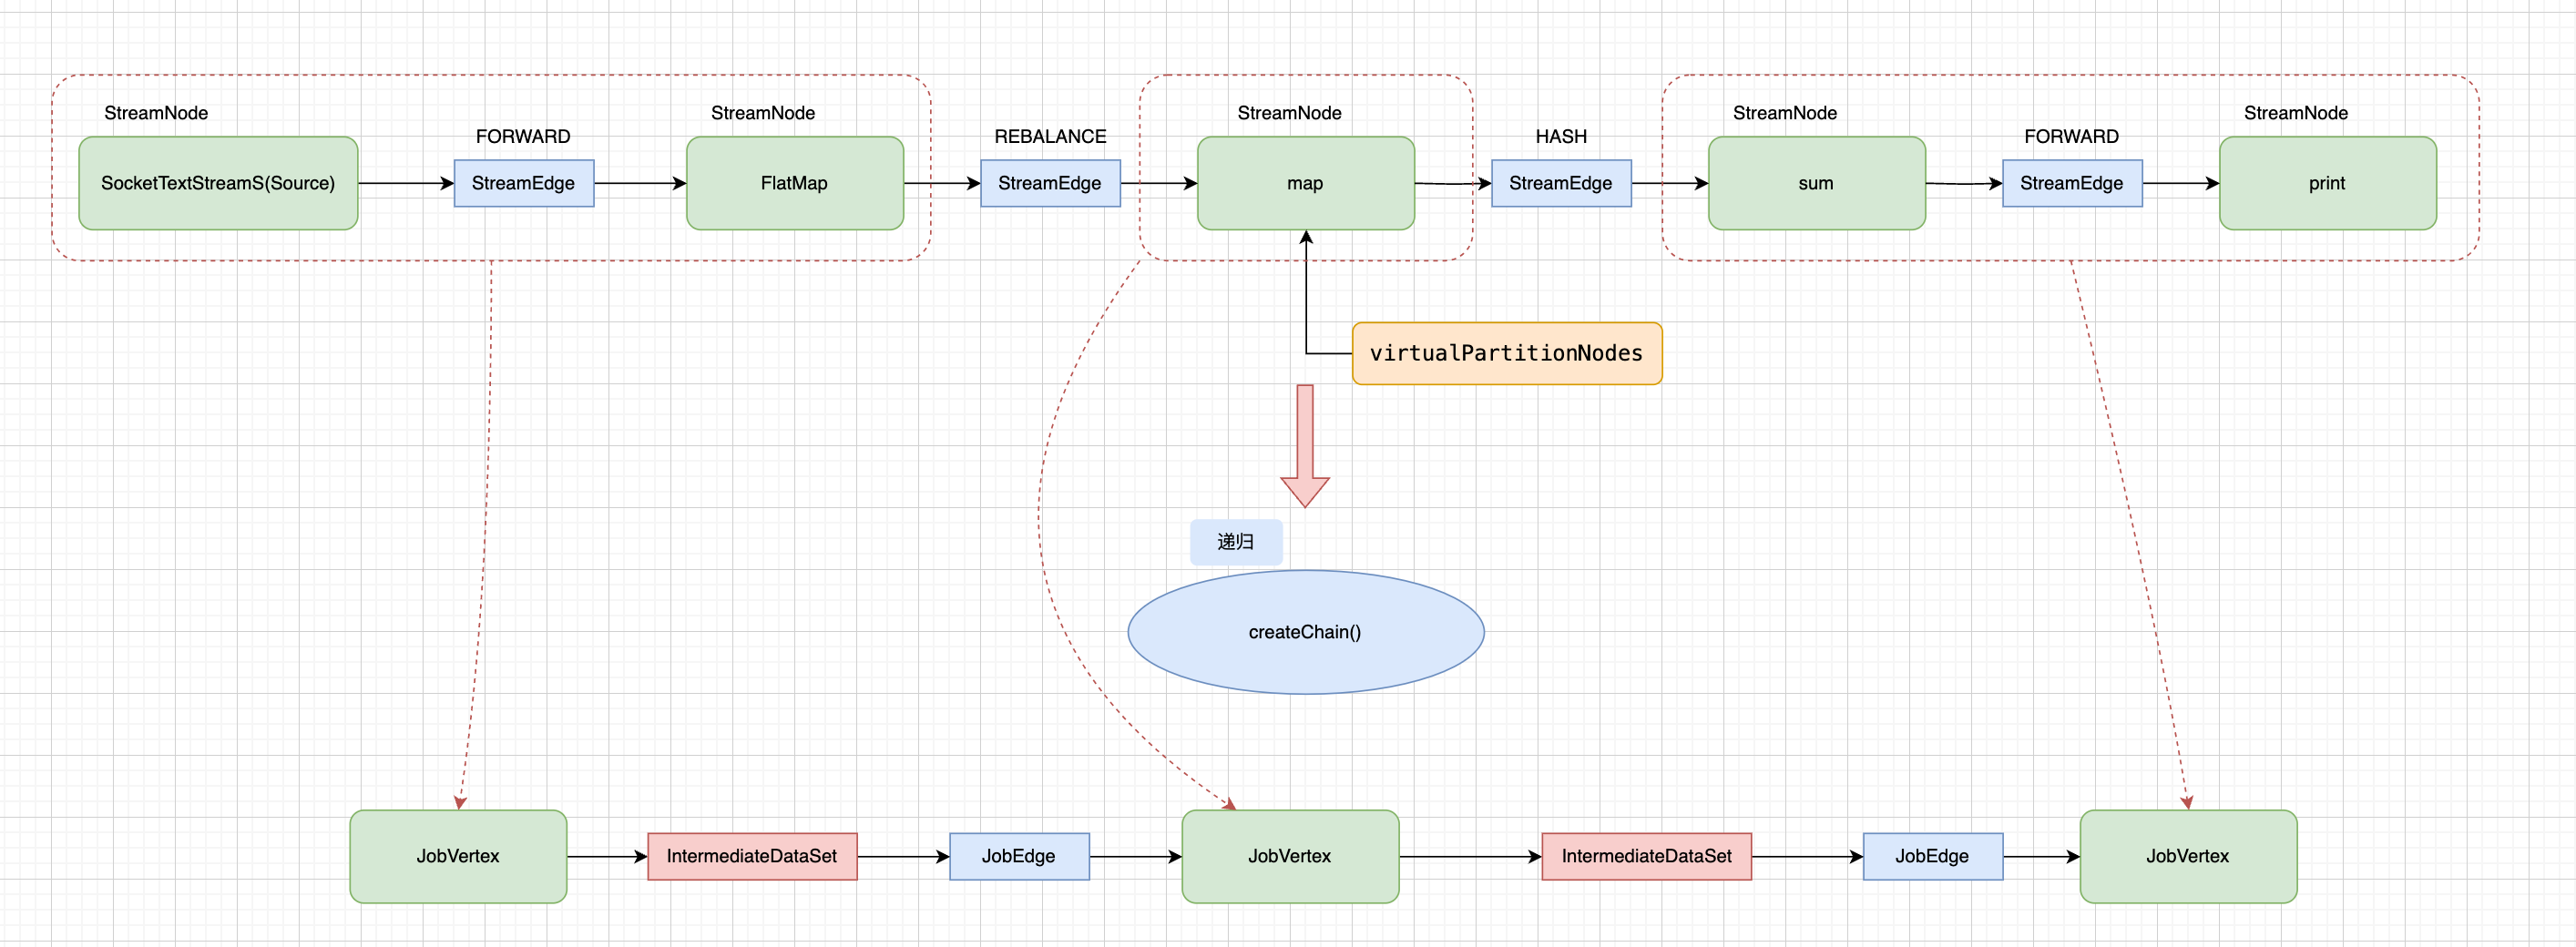 StreamNode
StreamNode
StreamNode
StreamNode
StreamNode
FORWARD
REBALANCE
HASH
FORWARD
SocketTextStreamS(Source)
StreamEdge
FlatMap
StreamEdge
map
StreamEdge
sum
StreamEdge
print
virtualPartitionNodes
递归
createChain()
JobVertex
IntermediateDataSet
JobEdge
JobVertex
IntermediateDataSet
JobEdge
JobVertex